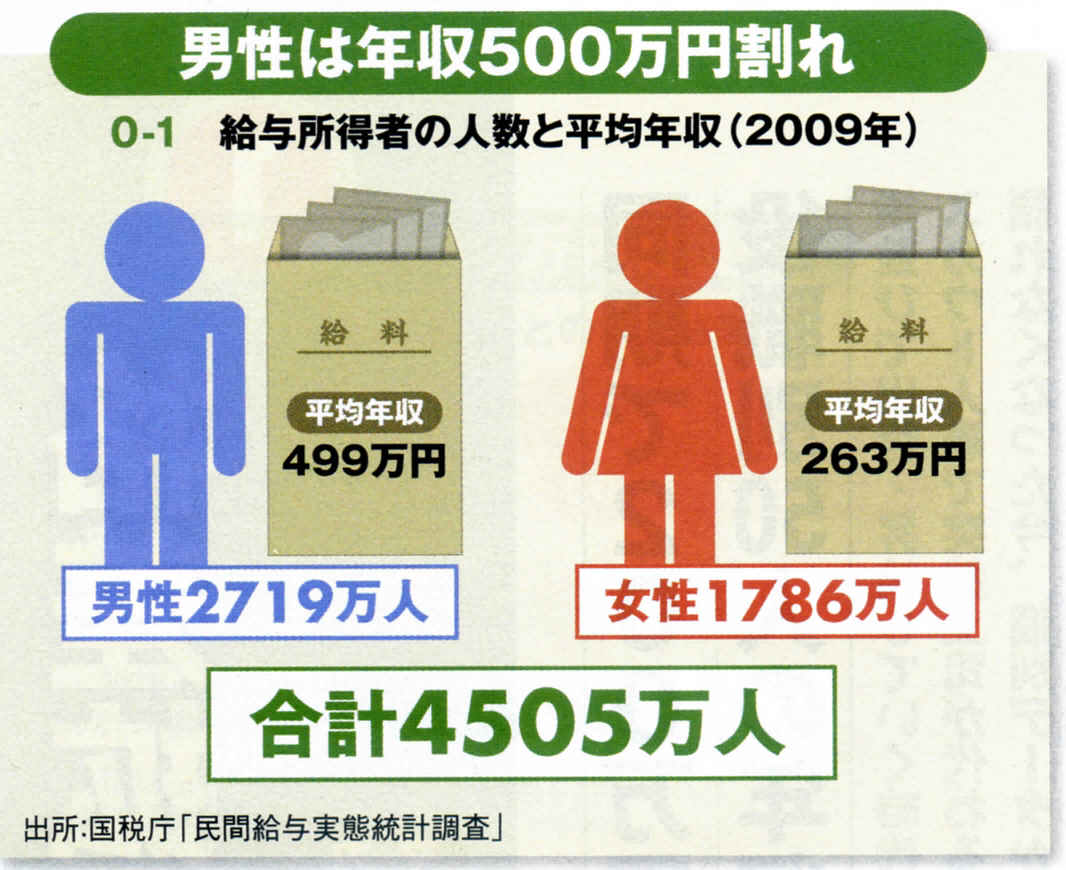 男性は年収500万円割れ
0-1 給与所得者の人数と平均年収(2009年)
給料
平均年収
499万円
給料
平均年収
263万円
男性2719万人
女性1786万人
合計4505万人
出所:国税庁「民間給与実態統計調査」